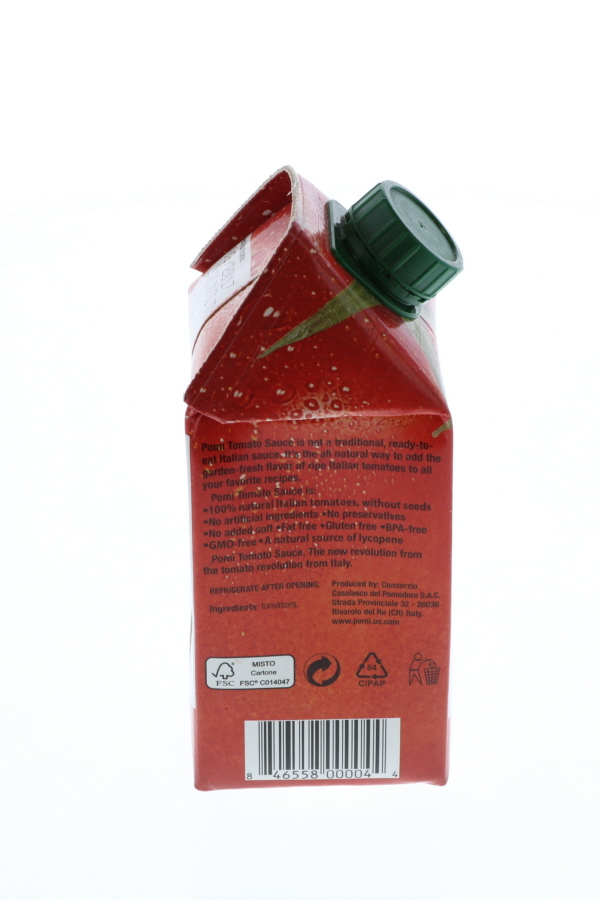 Pomi Tomato Sauce is not a traditional, ready-to-
eat Italian sauce. It's the all natural way to add the
garden-fresh flavor of ripe Italian tomatoes to all
your favorite recipes.
Pomi Tomato Sauce is:
•100% natural Italian tomatoes, without seeds
•No artificial ingredients •No preservatives
•No added salt •Fat free •Gluten free •BPA-free
•GMO-free •A natural source of lycopene
Pomi Tomato Sauce. The new revolution from
the tomato revolution from Italy.
REFRIGERATE AFTER OPENING.
Ingredients: tomatoes.
Produced by: Consorzio
Casalasco del Pomodoro S.A.C.
Strada Provinciale 32 - 26036
Rivarolo del Re (CR) Italy.
www.pomi.us.com
FSC
MISTO
Cartone
FSC® C014047
84
C/PAP
8 46558 00004 4